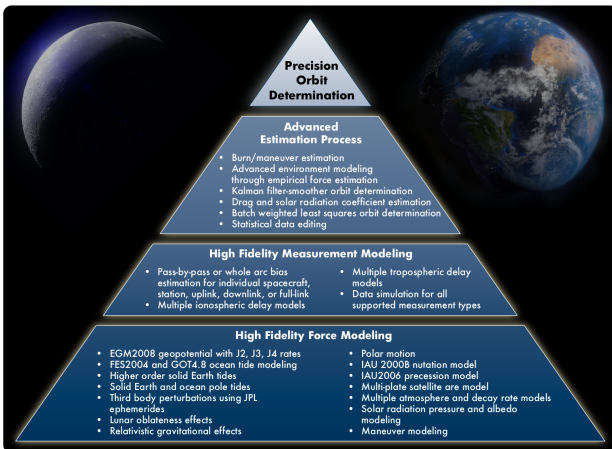 Precision
Orbit
Determination
Advanced
Estimation Process
• Burn/maneuver estimation
• Advanced environment modeling
through empirical force estimation
• Kalman filter-smoother orbit determination
• Drag and solar radiation coefficient estimation
• Batch weighted least squares orbit determination
• Statistical data editing
High Fidelity Measurement Modeling
• Pass-by-pass or whole arc bias
estimation for individual spacecraft,
station, uplink, downlink, or full-link
• Multiple ionospheric delay models
• Multiple tropospheric delay
models
• Data simulation for all
supported measurement types
High Fidelity Force Modeling
• EGM2008 geopotential with J2, J3, J4 rates
• FES2004 and GOT4.8 ocean tide modeling
• Higher order solid Earth tides
• Solid Earth and ocean pole tides
• Third body perturbations using JPL
ephemerides
• Lunar oblateness effects
• Relativistic gravitational effects
• Polar motion
• IAU 2000B nutation model
• IAU2006 precession model
• Multi-plate satellite are model
• Multiple atmosphere and decay rate models
• Solar radiation pressure and albedo
modeling
• Maneuver modeling